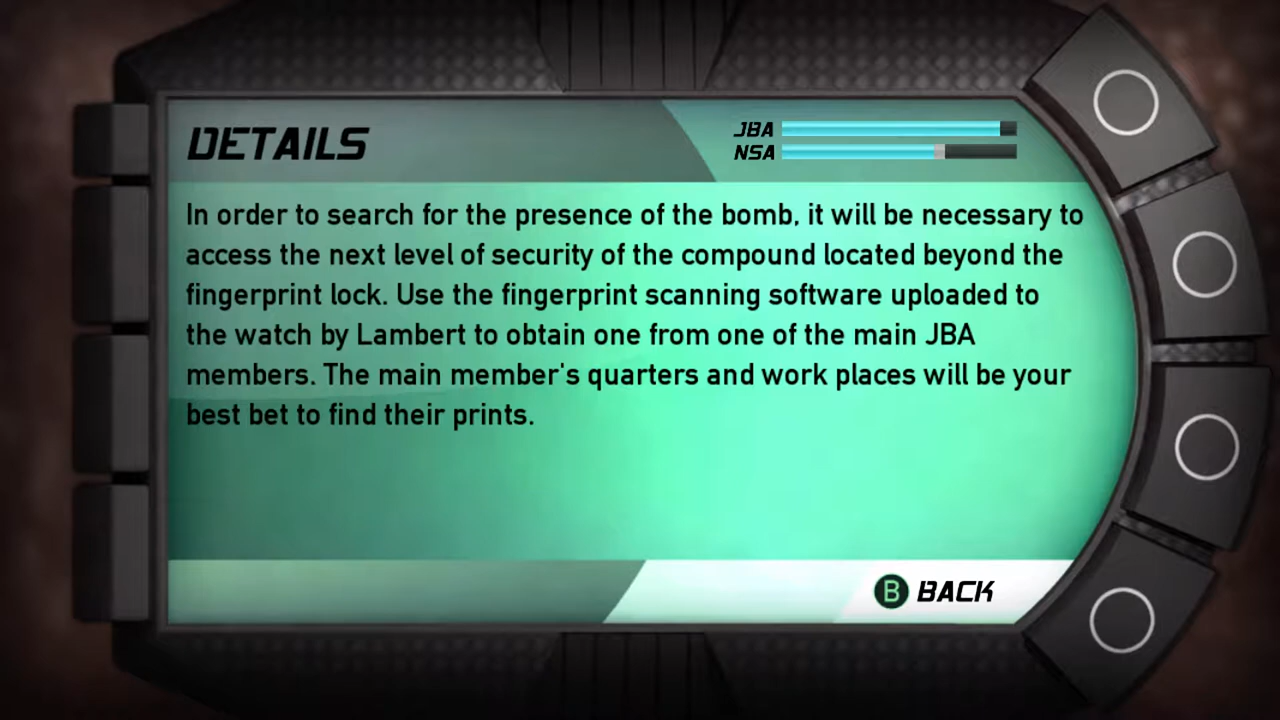 DETAILS
JBA
NSA
In order to search for the presence of the bomb, it will be necessary to
access the next level of security of the compound located beyond the
fingerprint lock. Use the fingerprint scanning software uploaded to
the watch by Lambert to obtain one from one of the main JBA
members. The main member's quarters and work places will be your
best bet to find their prints.
B BACK